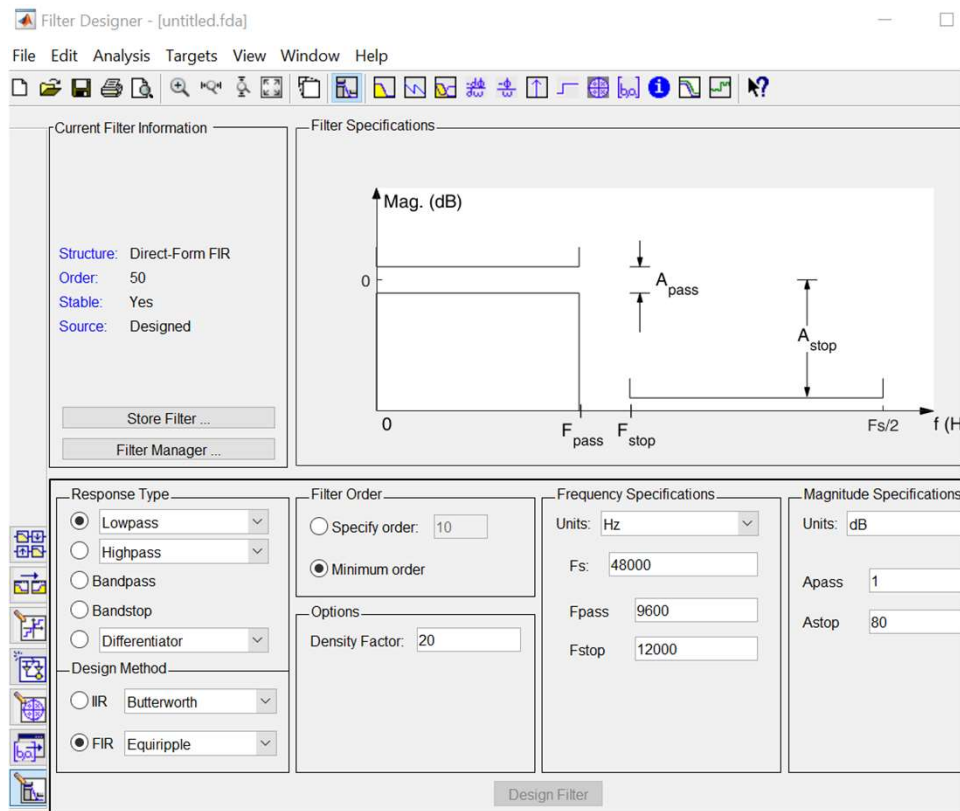 Filter Designer - [untitled.fda]
File Edit Analysis Targets View Window Help
Current Filter Information
Structure: Direct-Form FIR
Order: 50
Stable: Yes
Source: Designed
Store Filter ...
Filter Manager ...
Filter Specifications
Mag. (dB)
0
A pass
A stop
0
F pass
F stop
Fs/2
f (H
Response Type
Lowpass
Highpass
Bandpass
Bandstop
Differentiator
Design Method
IIR Butterworth
FIR Equiripple
Filter Order
Specify order: 10
Minimum order
Options
Density Factor: 20
Frequency Specifications
Units: Hz
Fs: 48000
Fpass 9600
Fstop 12000
Magnitude Specifications
Units: dB
Apass 1
Astop 80
Design Filter